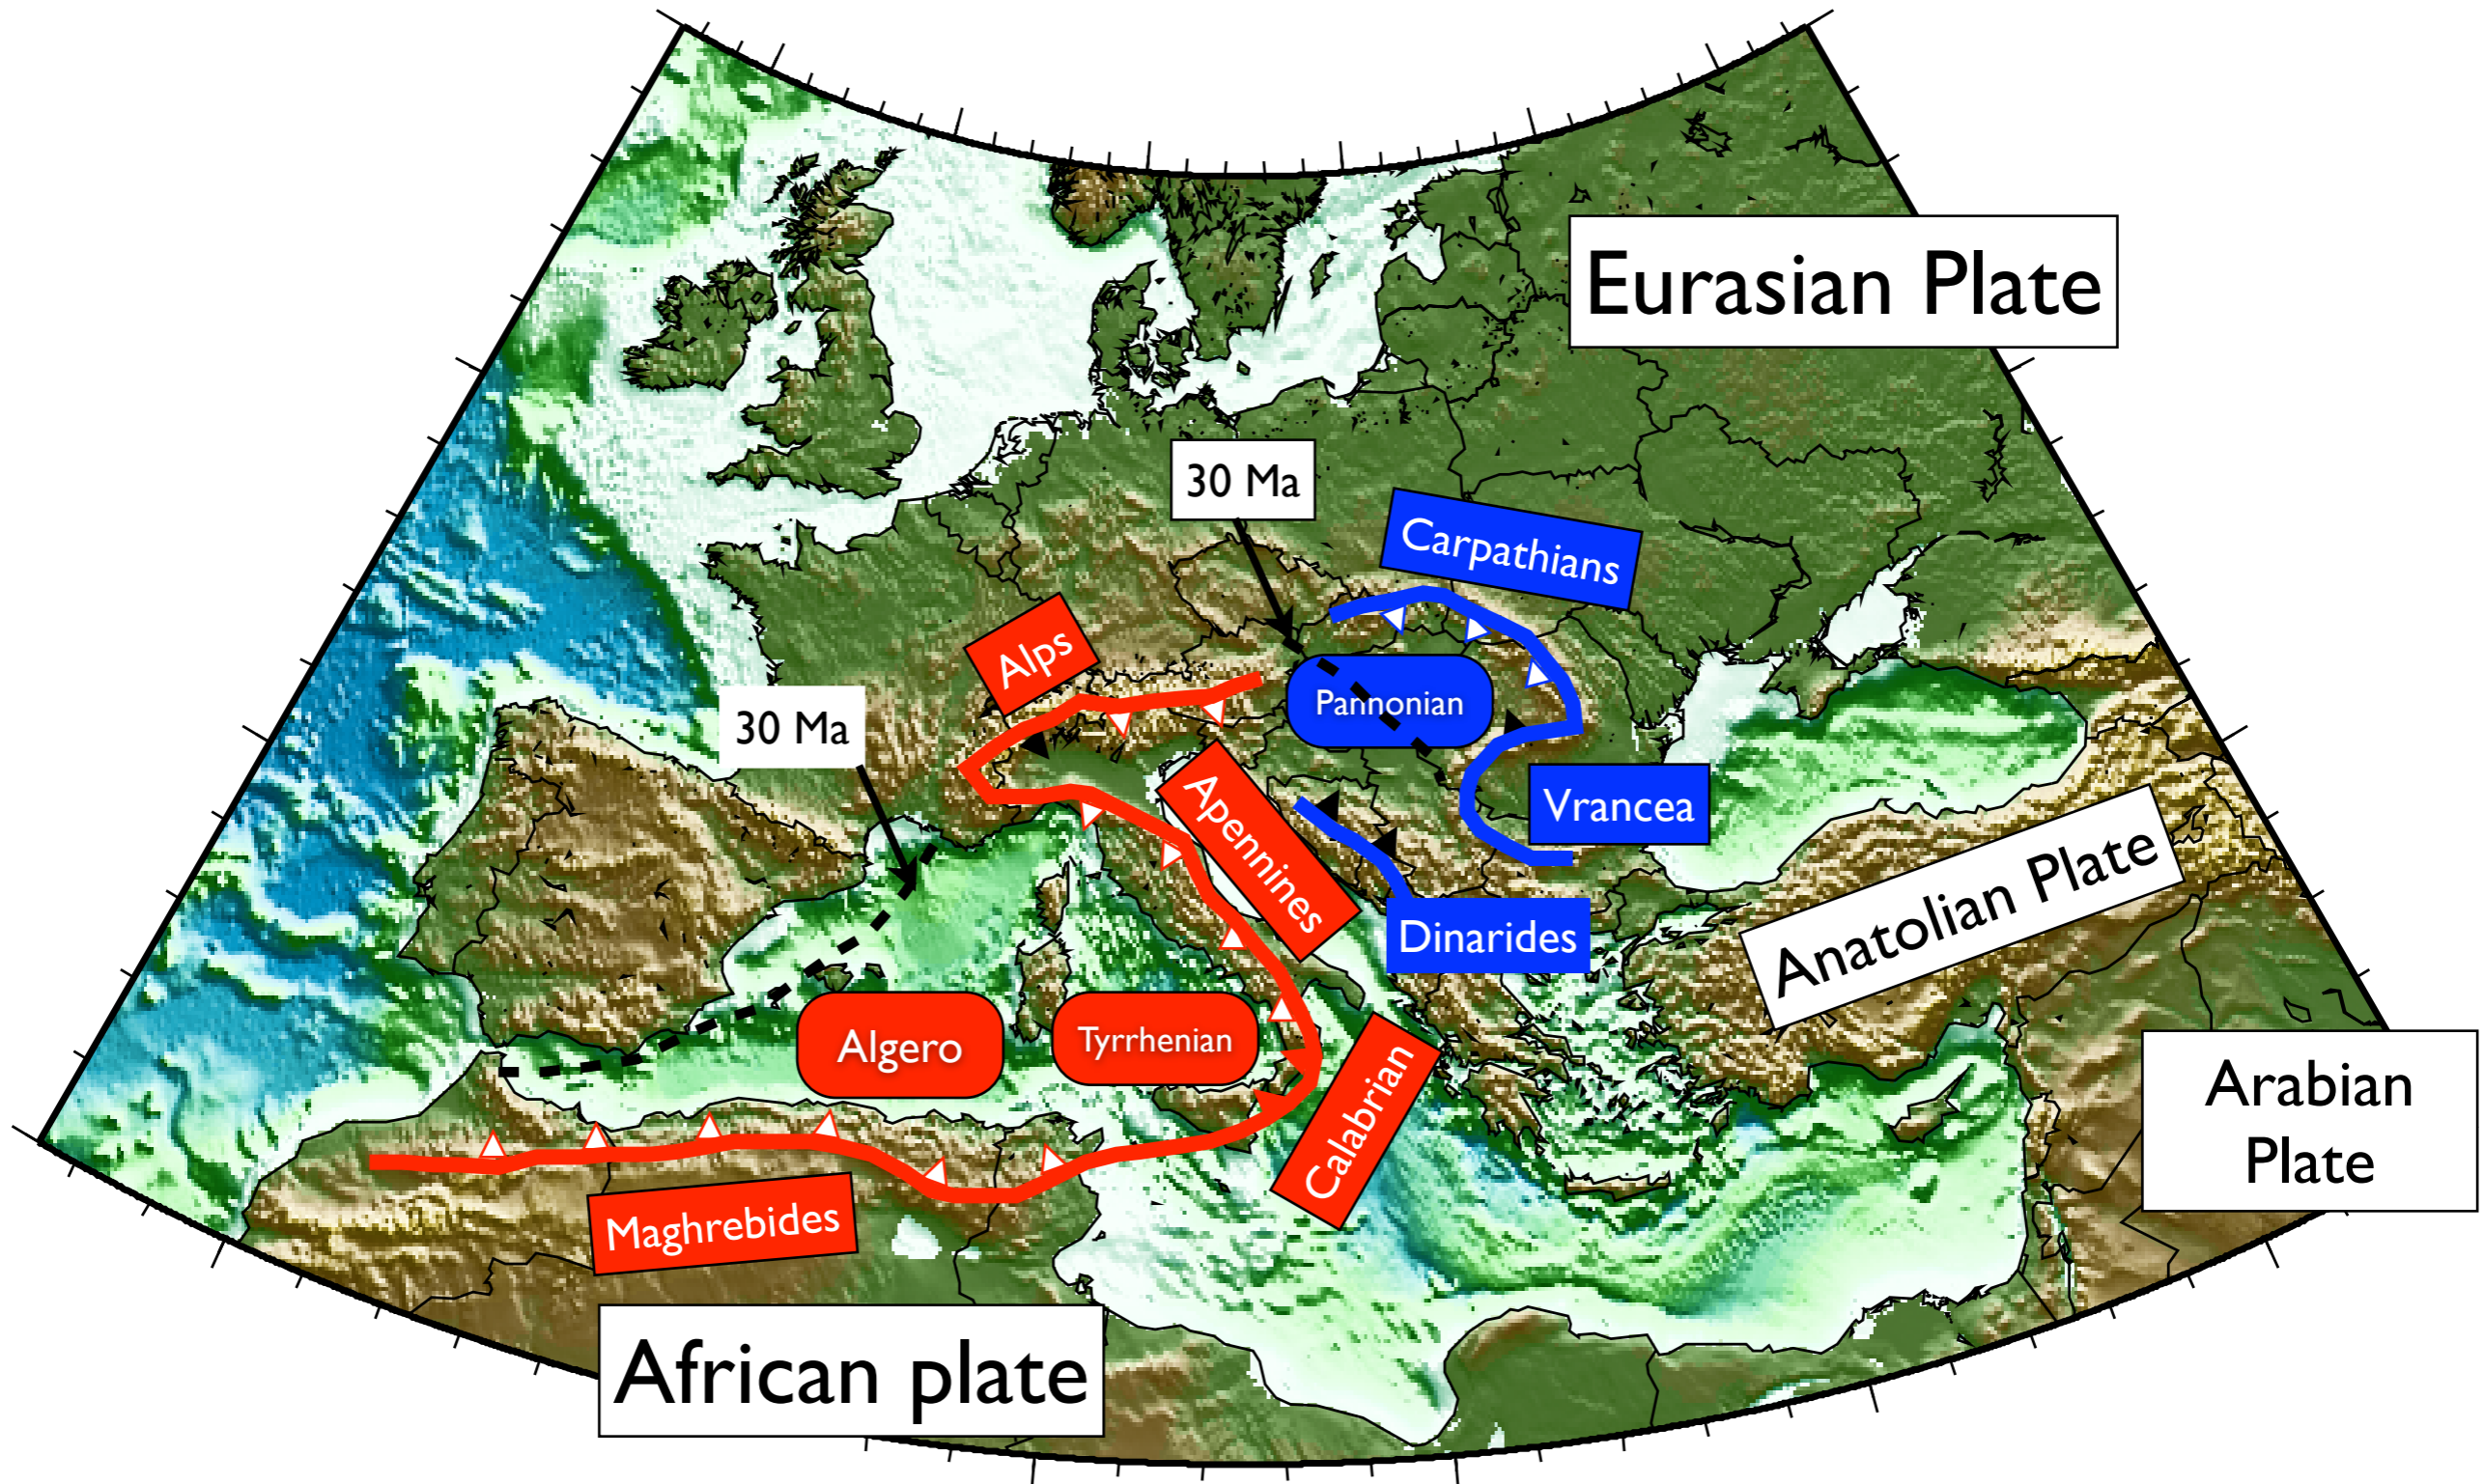 Eurasian Plate
30 Ma
Carpathians
Alps
Pannonian
30 Ma
Vrancea
Apennines
Anatolian Plate
Dinarides
Algero
Tyrrhenian
Calabrian
Arabian
Plate
Maghrebides
African plate